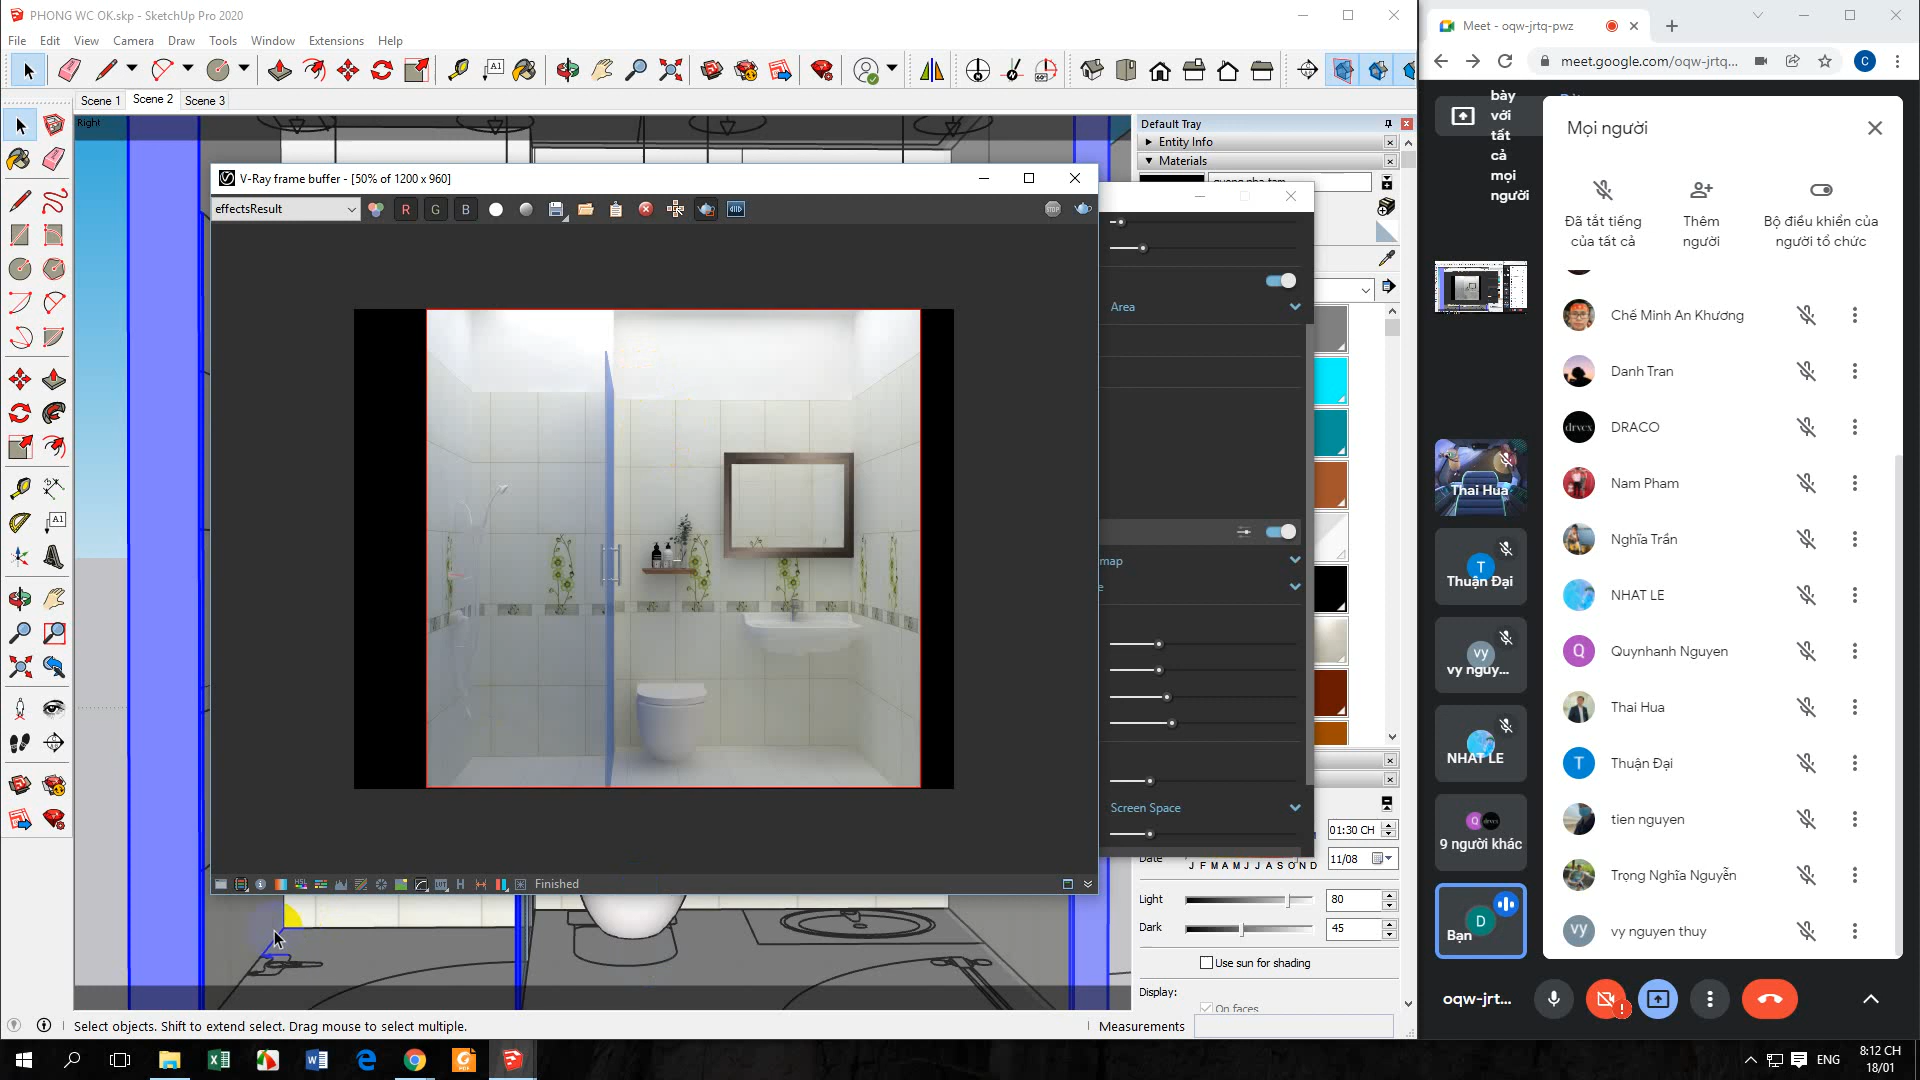 PHONG WC OK.skp - SketchUp Pro 2020
File Edit View Camera Draw Tools Window Extensions Help
Scene 1 Scene 2 Scene 3
Right
V-Ray frame buffer - [50% of 1200 x 960]
effectsResult
R G B
STOP
Finished
Default Tray
Entity Info
Materials
Area
map
e
Screen Space
01:30 CH
Date
J F M A M J J A S O N D
11/08
Light
80
Dark
45
Use sun for shading
Display:
On faces
Select objects. Shift to extend select. Drag mouse to select multiple.
Measurements
Meet - oqw-jrtq-pwz
meet.google.com/oqw-jrtq...
C
bày
với
tất
cả
mọi
người
Mọi người
Đã tắt tiếng
của tất cả
Thêm
người
Bộ điều khiển của
người tổ chức
Chế Minh An Khương
Danh Tran
drvcx
DRACO
Nam Pham
Nghĩa Trần
NHAT LE
Q
Quynhanh Nguyen
Thai Hua
T
Thuận Đại
tien nguyen
Trọng Nghĩa Nguyễn
vy
vy nguyen thuy
Thai Hua
T
Thuận Đại
vy
vy nguy...
NHAT LE
Q
drvcx
9 người khác
D
Bạn
oqw-jrt...
ENG
8:12 CH
18/01